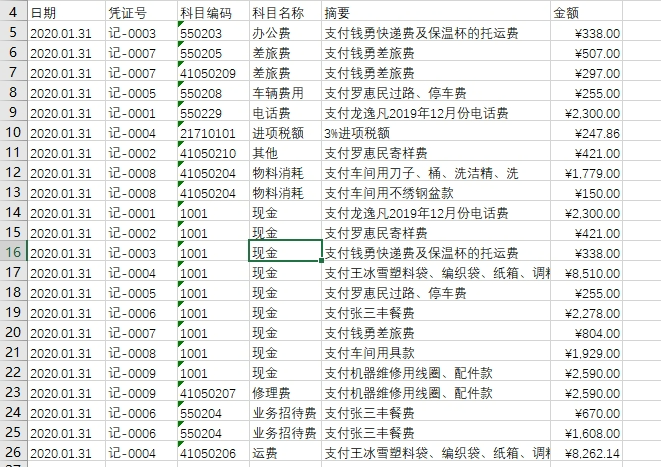 4 日期 凭证号 科目编码 科目名称 摘要 金额
5 2020.01.31 记-0003 550203 办公费 支付钱勇快递费及保温杯的托运费 ¥338.00
6 2020.01.31 记-0007 550205 差旅费 支付钱勇差旅费 ¥507.00
7 2020.01.31 记-0007 41050209 差旅费 支付钱勇差旅费 ¥297.00
8 2020.01.31 记-0005 550208 车辆费用 支付罗惠民过路、停车费 ¥255.00
9 2020.01.31 记-0001 550229 电话费 支付龙逸凡2019年12月份电话费 ¥2,300.00
10 2020.01.31 记-0004 21710101 进项税额 3%进项税额 ¥247.86
11 2020.01.31 记-0002 41050210 其他 支付罗惠民寄样费 ¥421.00
12 2020.01.31 记-0008 41050204 物料消耗 支付车间用刀子、桶、洗洁精、洗 ¥1,779.00
13 2020.01.31 记-0008 41050204 物料消耗 支付车间用不绣钢盆款 ¥150.00
14 2020.01.31 记-0001 1001 现金 支付龙逸凡2019年12月份电话费 ¥2,300.00
15 2020.01.31 记-0002 1001 现金 支付罗惠民寄样费 ¥421.00
16 2020.01.31 记-0003 1001 现金 支付钱勇快递费及保温杯的托运费 ¥338.00
17 2020.01.31 记-0004 1001 现金 支付王冰雪塑料袋、编织袋、纸箱、调料 ¥8,510.00
18 2020.01.31 记-0005 1001 现金 支付罗惠民过路、停车费 ¥255.00
19 2020.01.31 记-0006 1001 现金 支付张三丰餐费 ¥2,278.00
20 2020.01.31 记-0007 1001 现金 支付钱勇差旅费 ¥804.00
21 2020.01.31 记-0008 1001 现金 支付车间用具款 ¥1,929.00
22 2020.01.31 记-0009 1001 现金 支付机器维修用线圈、配件款 ¥2,590.00
23 2020.01.31 记-0009 41050207 修理费 支付机器维修用线圈、配件款 ¥2,590.00
24 2020.01.31 记-0006 550204 业务招待费 支付张三丰餐费 ¥670.00
25 2020.01.31 记-0006 550204 业务招待费 支付张三丰餐费 ¥1,608.00
26 2020.01.31 记-0004 41050206 运费 支付王冰雪塑料袋、编织袋、纸箱、调料 ¥8,262.14